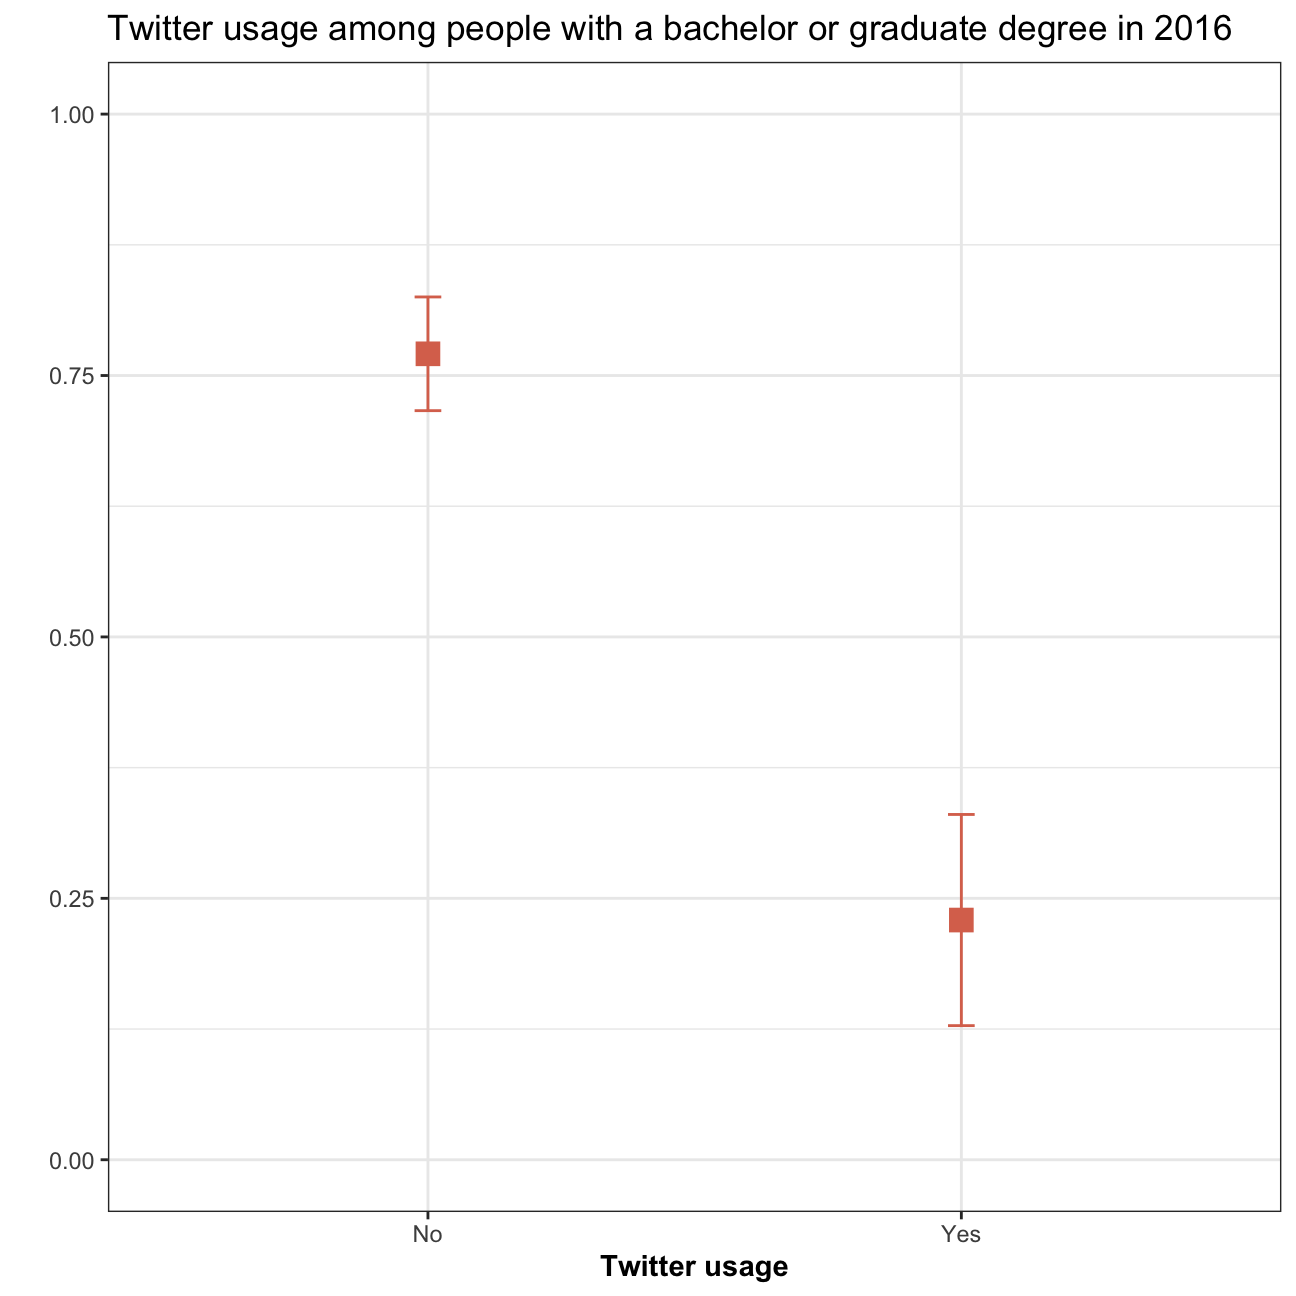 Twitter usage among people with a bachelor or graduate degree in 2016
1.00
0.75
0.50
0.25
0.00
No
Yes
Twitter usage